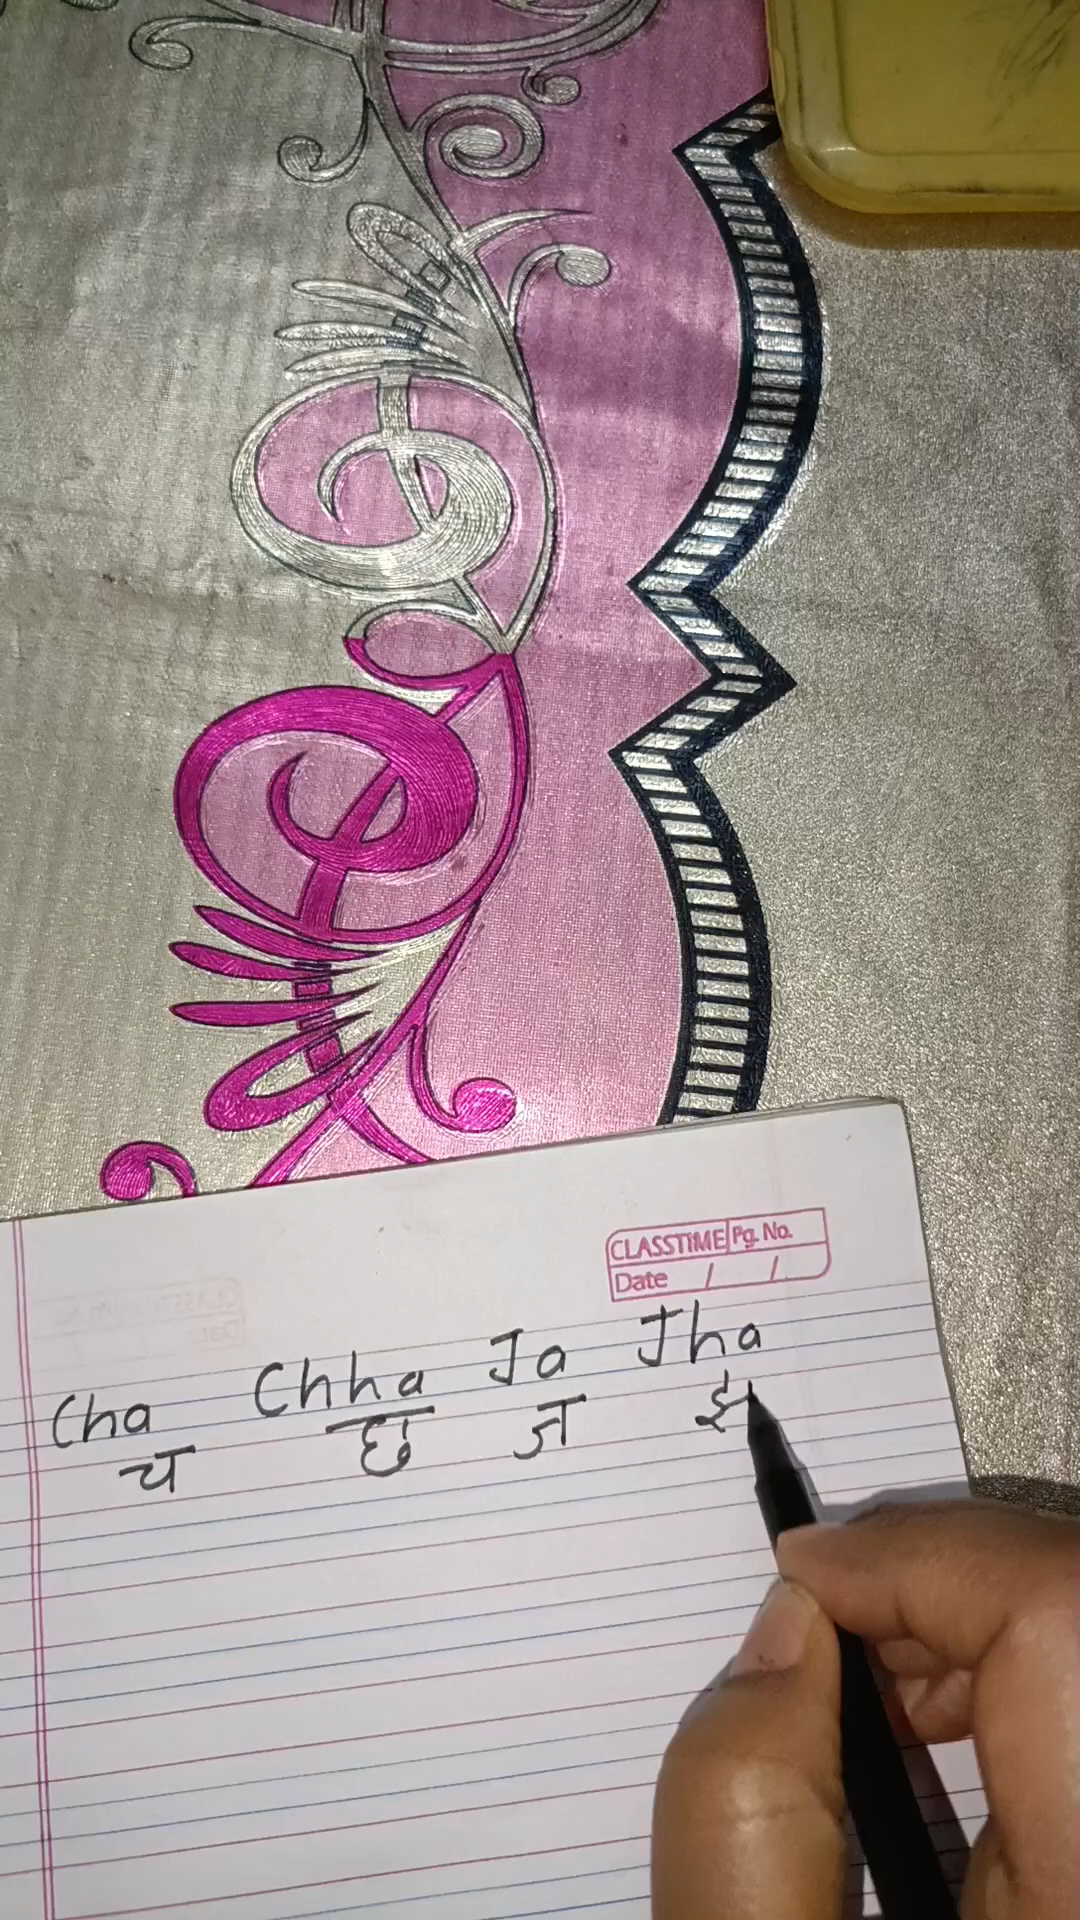 CLASSTIME Pg. No.
Date / /
Cha Chha Ja Jha
च छ ज झ